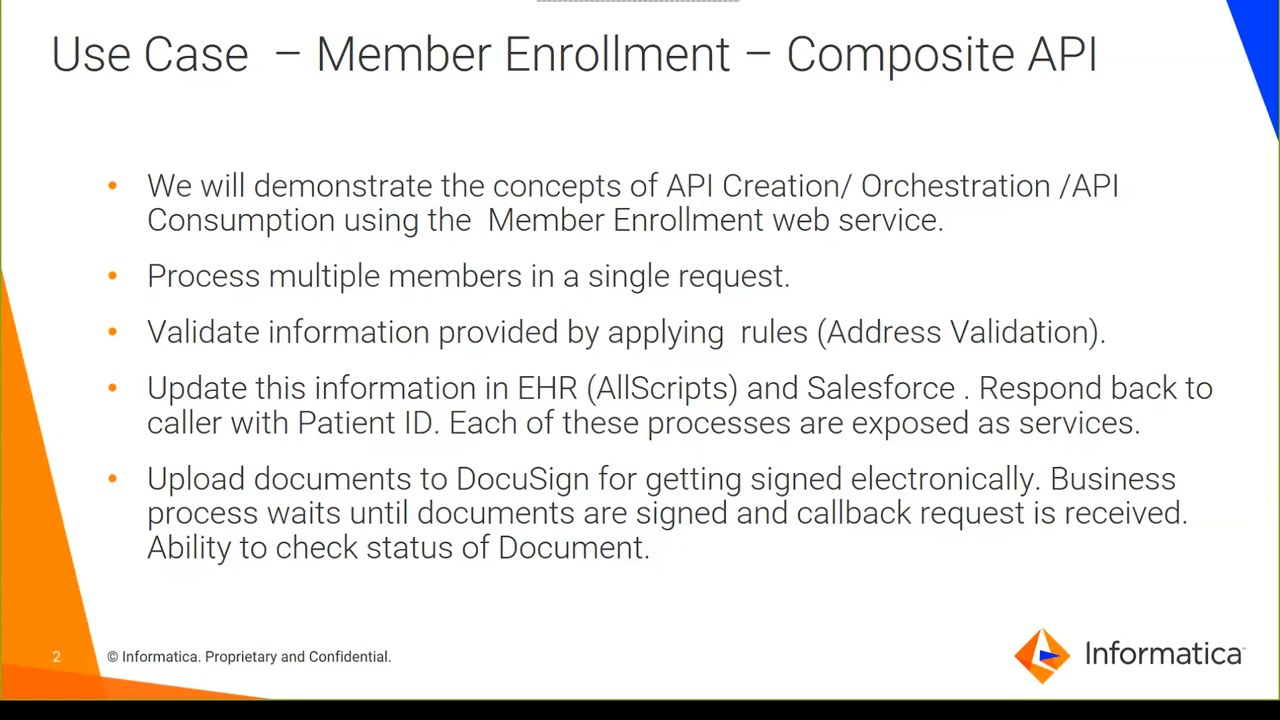 Use Case – Member Enrollment – Composite API
• We will demonstrate the concepts of API Creation/ Orchestration /API
Consumption using the Member Enrollment web service.
• Process multiple members in a single request.
• Validate information provided by applying rules (Address Validation).
• Update this information in EHR (AllScripts) and Salesforce . Respond back to
caller with Patient ID. Each of these processes are exposed as services.
• Upload documents to DocuSign for getting signed electronically. Business
process waits until documents are signed and callback request is received.
Ability to check status of Document.
2
© Informatica. Proprietary and Confidential.
Informatica